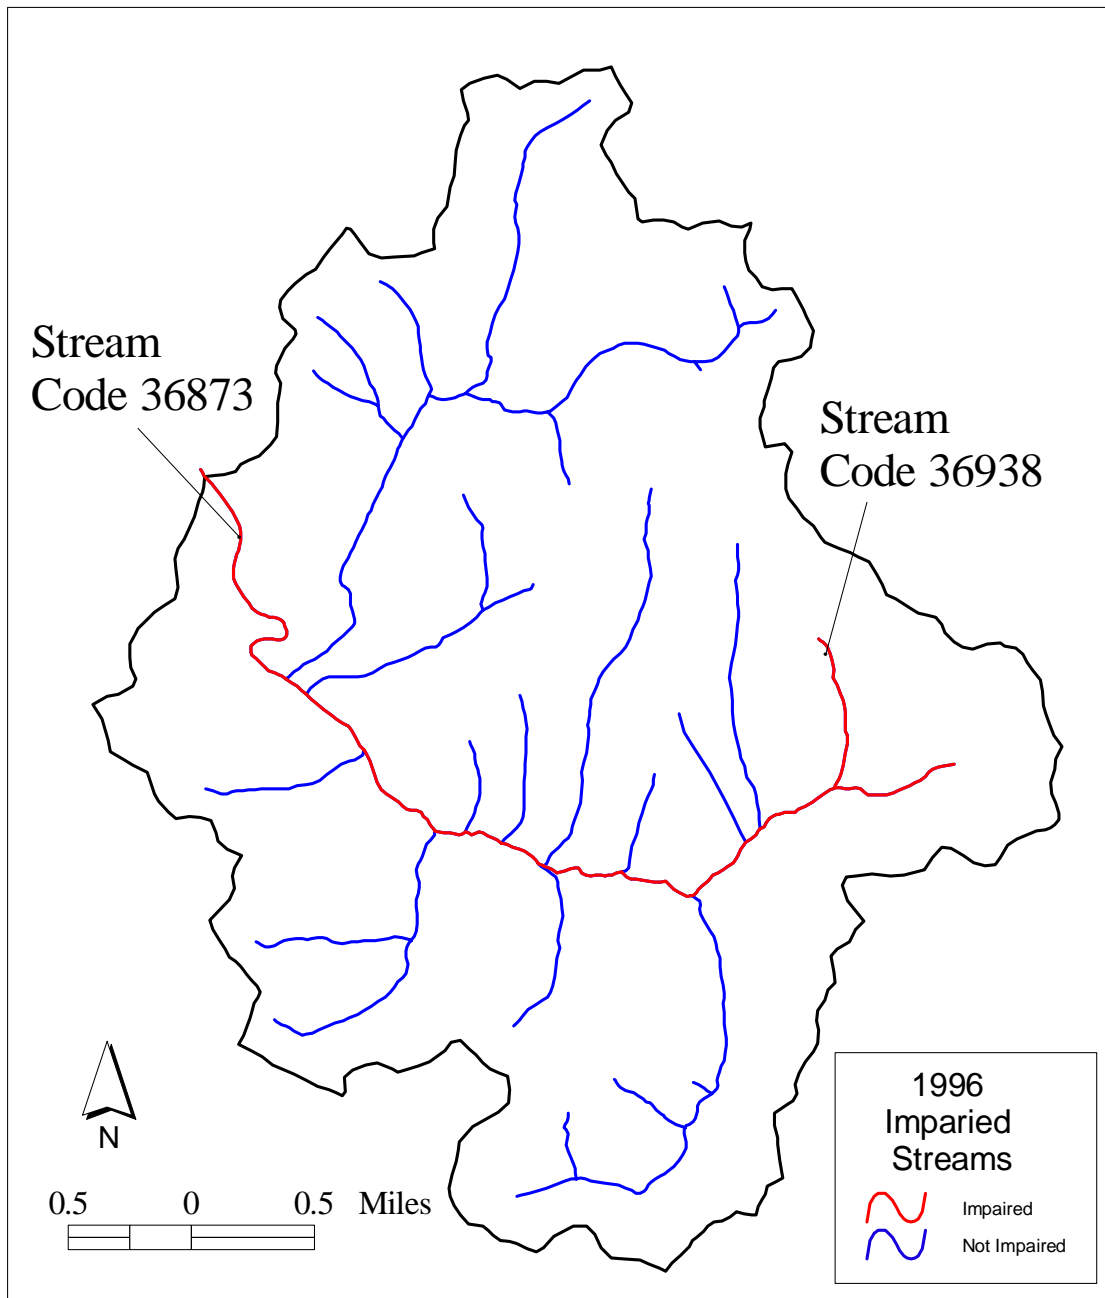 Stream
Code 36873
Stream
Code 36938
N
0.5 0 0.5 Miles
1996
Imparied
Streams
Impaired
Not Impaired